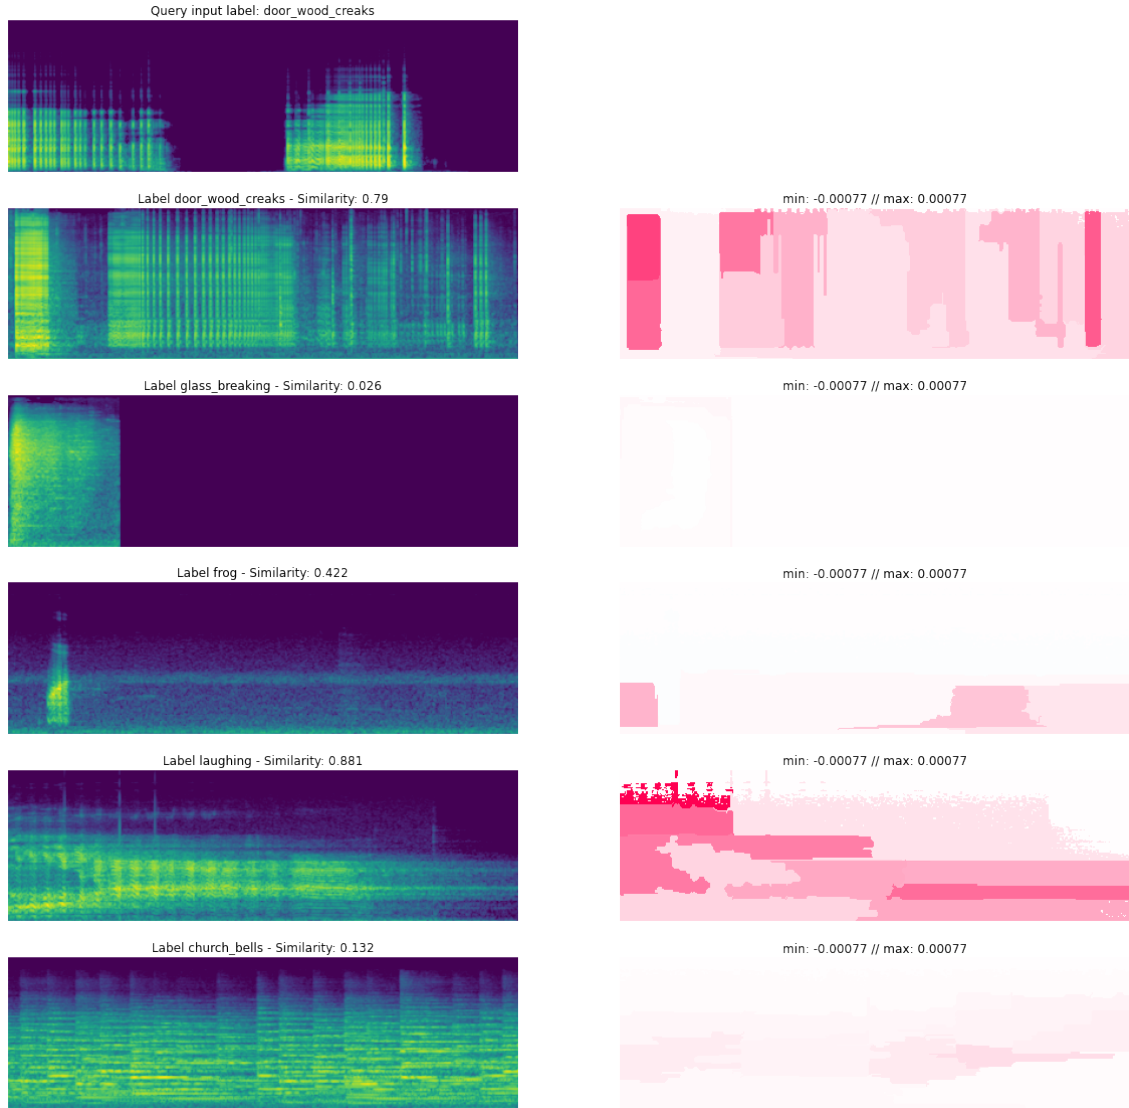 Query input label: door_wood_creaks
Label door_wood_creaks - Similarity: 0.79
min: -0.00077 // max: 0.00077
Label glass_breaking - Similarity: 0.026
min: -0.00077 // max: 0.00077
Label frog - Similarity: 0.422
min: -0.00077 // max: 0.00077
Label laughing - Similarity: 0.881
min: -0.00077 // max: 0.00077
Label church_bells - Similarity: 0.132
min: -0.00077 // max: 0.00077